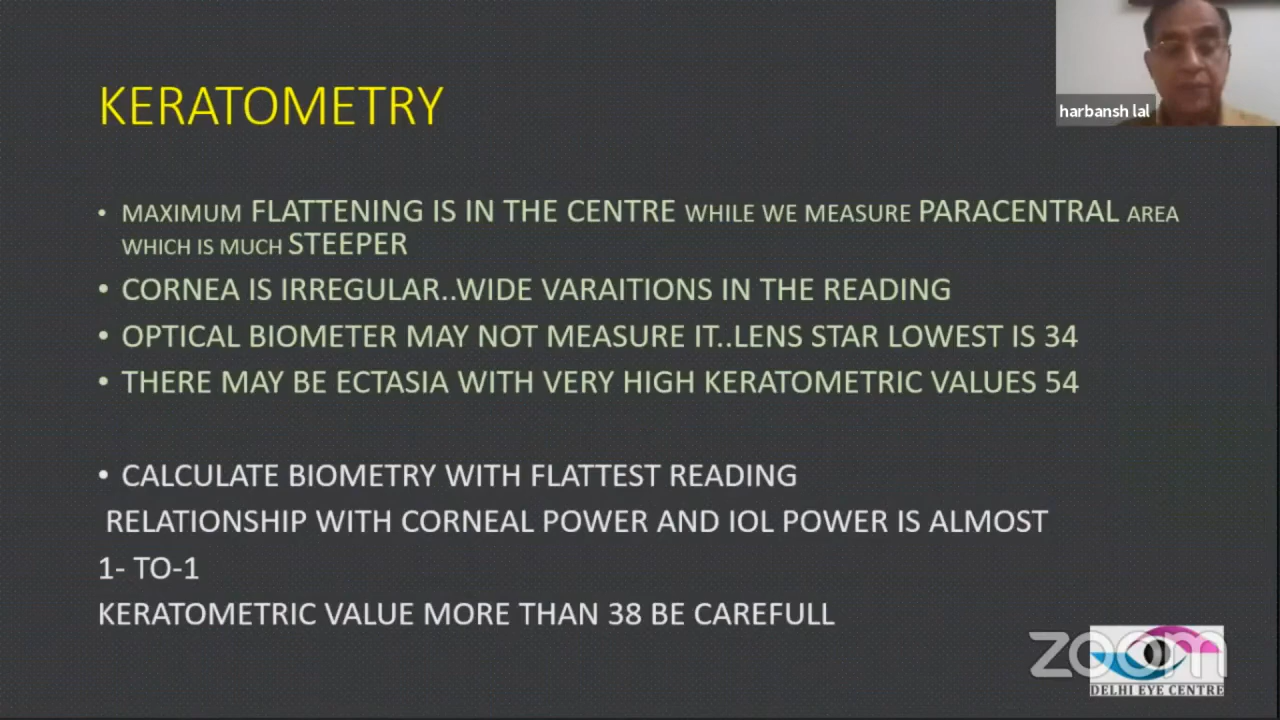 KERATOMETRY
harbansh lal
• MAXIMUM FLATTENING IS IN THE CENTRE WHILE WE MEASURE PARACENTRAL AREA
WHICH IS MUCH STEEPER
• CORNEA IS IRREGULAR..WIDE VARAITIONS IN THE READING
• OPTICAL BIOMETER MAY NOT MEASURE IT..LENS STAR LOWEST IS 34
• THERE MAY BE ECTASIA WITH VERY HIGH KERATOMETRIC VALUES 54
• CALCULATE BIOMETRY WITH FLATTEST READING
RELATIONSHIP WITH CORNEAL POWER AND IOL POWER IS ALMOST
1- TO-1
KERATOMETRIC VALUE MORE THAN 38 BE CAREFULL
zoom
DELHI EYE CENTRE